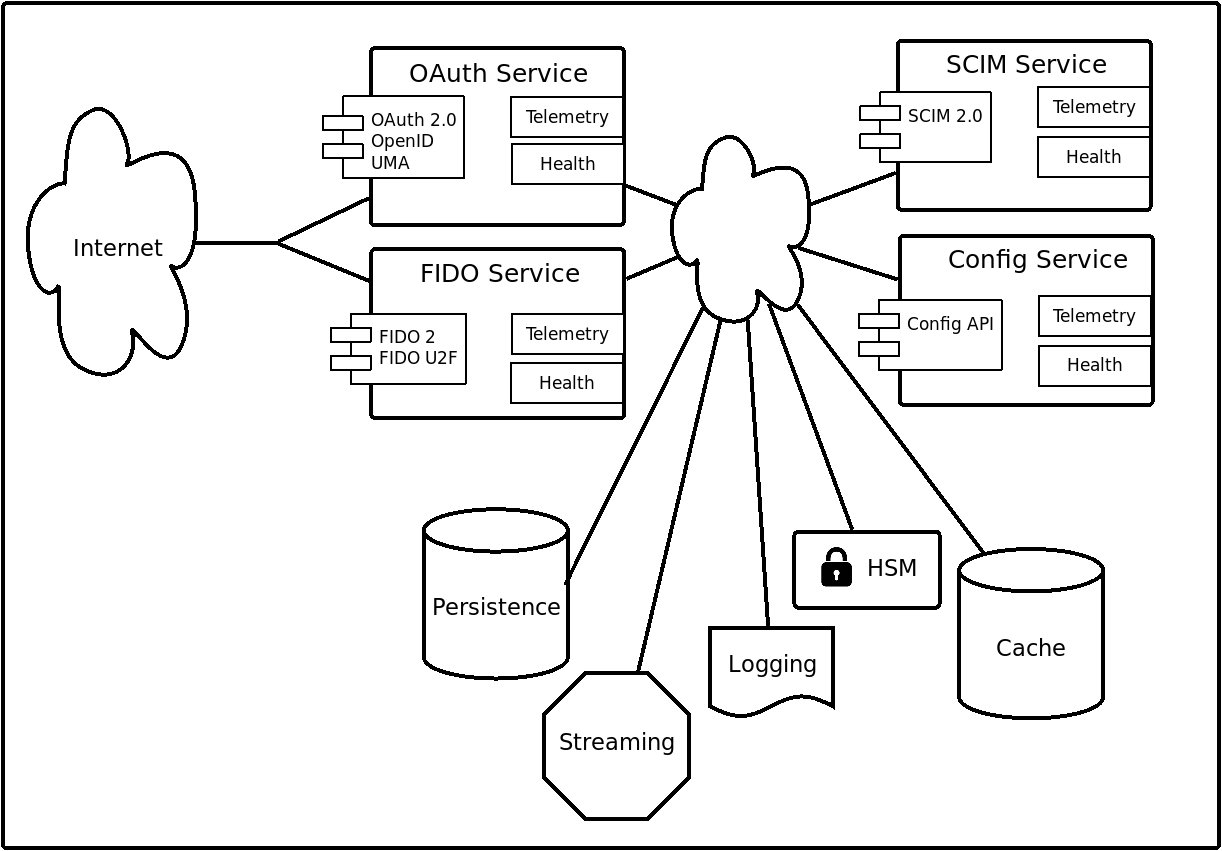 OAuth Service
OAuth 2.0
OpenID
UMA
Telemetry
Health
SCIM Service
SCIM 2.0
Telemetry
Health
Internet
FIDO Service
FIDO 2
FIDO U2F
Telemetry
Health
Config Service
Config API
Telemetry
Health
Persistence
Streaming
Logging
HSM
Cache